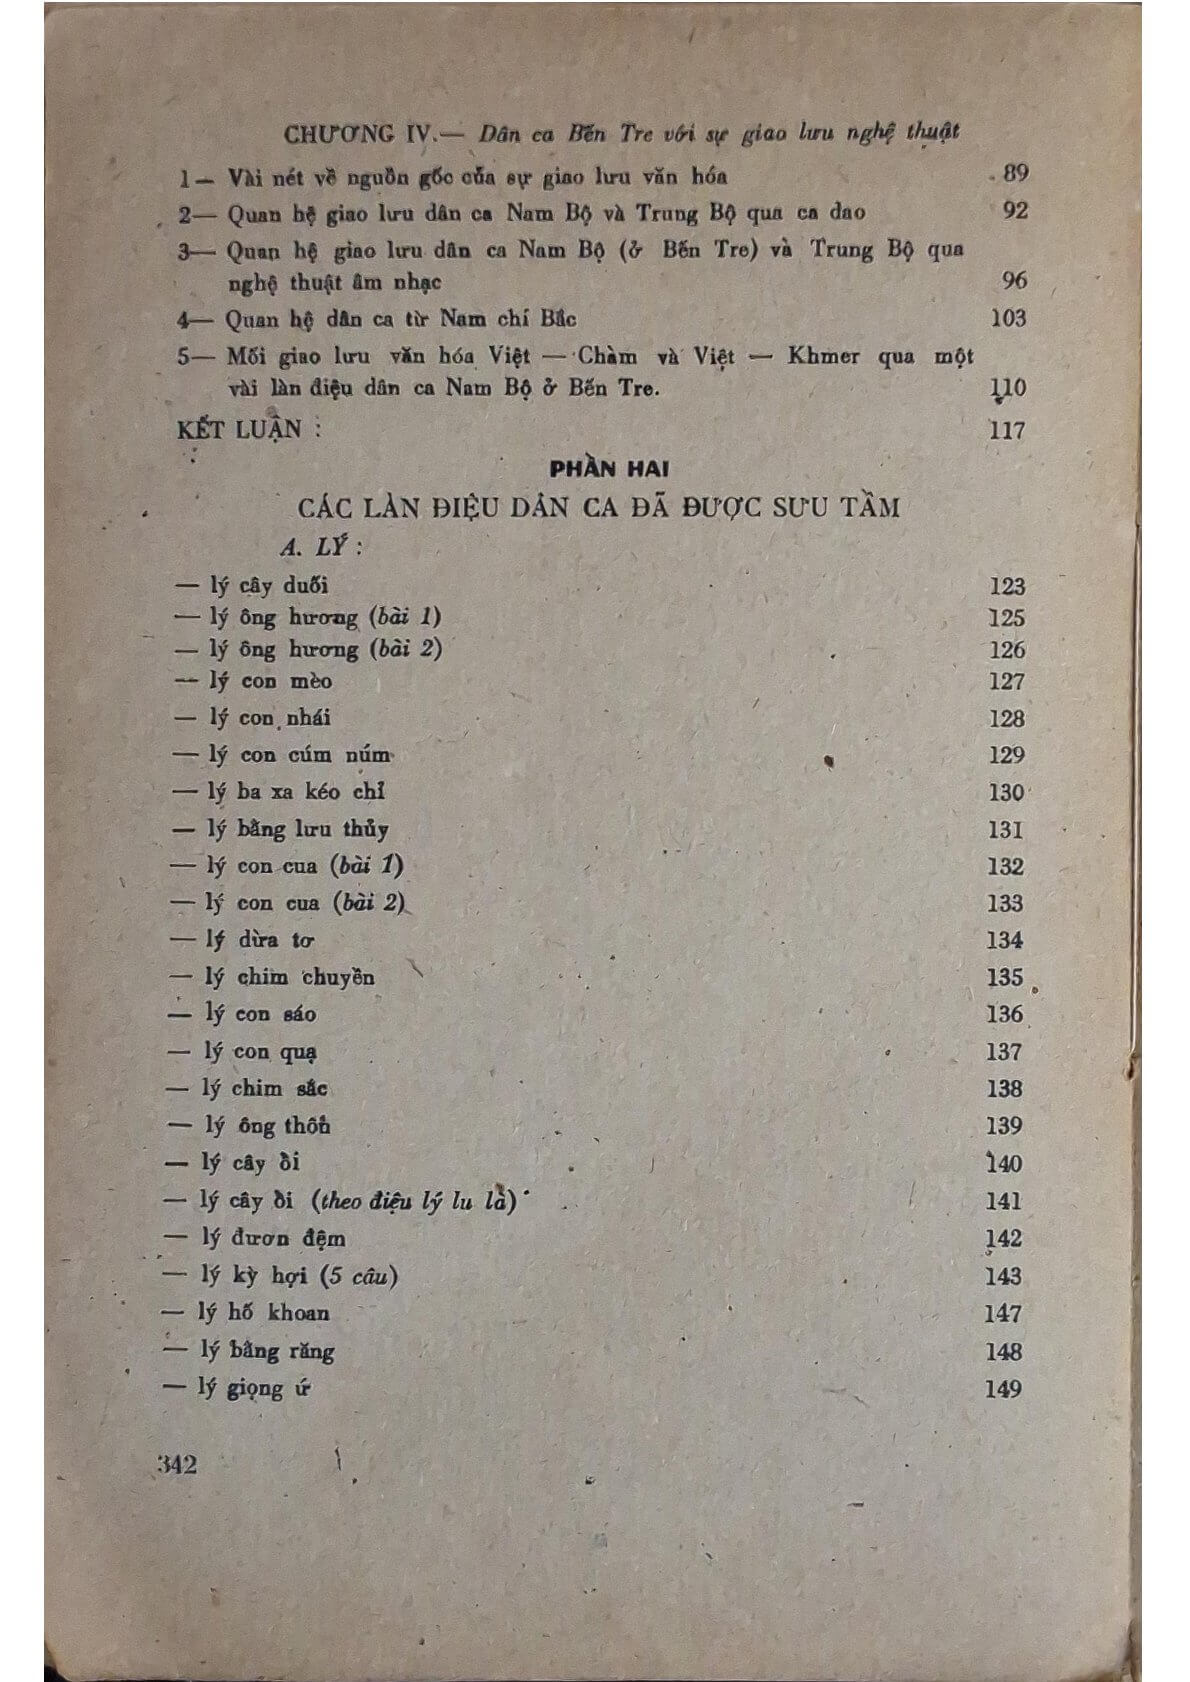 CHƯƠNG IV.— Dân ca Bến Tre với sự giao lưu nghệ thuật
1— Vài nét về nguồn gốc của sự giao lưu văn hóa 89
2— Quan hệ giao lưu dân ca Nam Bộ và Trung Bộ qua ca dao 92
3— Quan hệ giao lưu dân ca Nam Bộ (ở Bến Tre) và Trung Bộ qua
nghệ thuật âm nhạc 96
4— Quan hệ dân ca từ Nam chí Bắc 103
5— Mối giao lưu văn hóa Việt — Chàm và Việt — Khmer qua một
vài làn điệu dân ca Nam Bộ ở Bến Tre. 110
KẾT LUẬN : 117
PHẦN HAI
CÁC LÀN ĐIỆU DÂN CA ĐÃ ĐƯỢC SƯU TẦM
A. LÝ :
— lý cây duối 123
— lý ông hương (bài 1) 125
— lý ông hương (bài 2) 126
— lý con mèo 127
— lý con nhái 128
— lý con cúm núm 129
— lý ba xa kéo chỉ 130
— lý bằng lưu thủy 131
— lý con cua (bài 1) 132
— lý con cua (bài 2) 133
— lý dừa tơ 134
— lý chim chuyền 135
— lý con sáo 136
— lý con quạ 137
— lý chim sắc 138
— lý ông thôn 139
— lý cây ổi 140
— lý cây ổi (theo điệu lý lu là) 141
— lý đươn đệm 142
— lý kỳ hợi (5 câu) 143
— lý hố khoan 147
— lý bằng răng 148
— lý giọng ứ 149
342